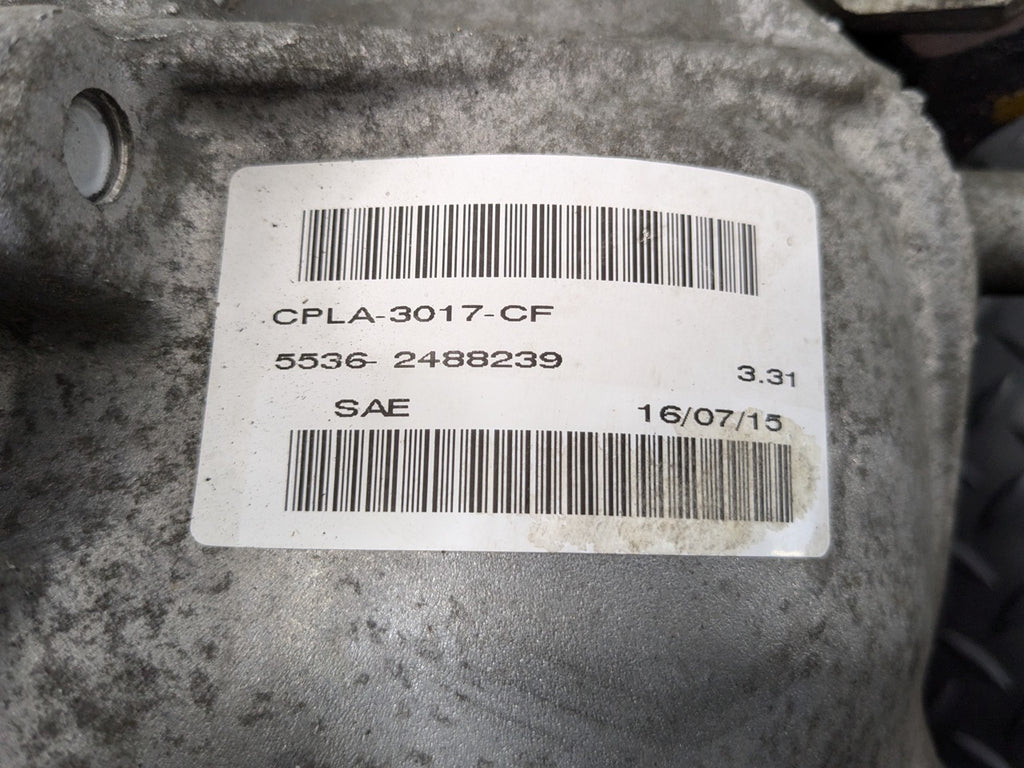 CPLA-3017-CF
5536- 2488239
3.31
SAE 16/07/15